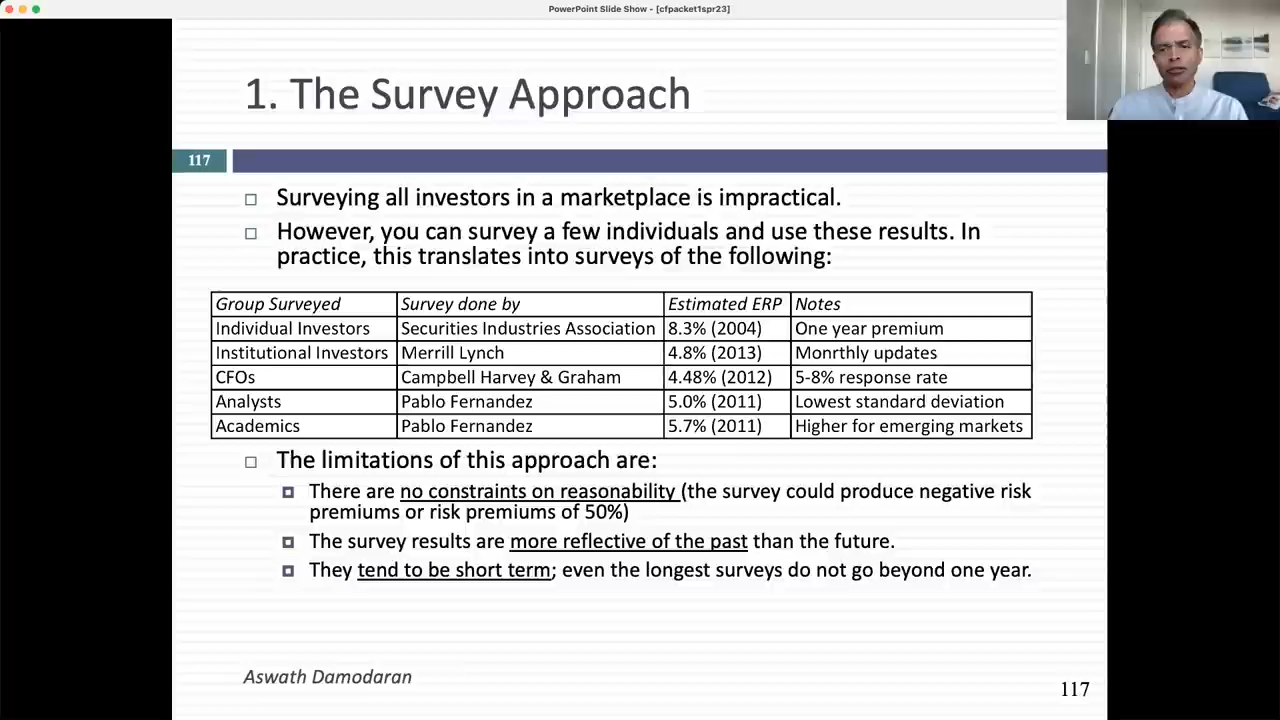 PowerPoint Slide Show - [cfpacket1spr23]
1. The Survey Approach
117
Surveying all investors in a marketplace is impractical.
However, you can survey a few individuals and use these results. In
practice, this translates into surveys of the following:
Group Surveyed Survey done by Estimated ERP Notes
Individual Investors Securities Industries Association 8.3% (2004) One year premium
Institutional Investors Merrill Lynch 4.8% (2013) Monrthly updates
CFOs Campbell Harvey & Graham 4.48% (2012) 5-8% response rate
Analysts Pablo Fernandez 5.0% (2011) Lowest standard deviation
Academics Pablo Fernandez 5.7% (2011) Higher for emerging markets
The limitations of this approach are:
There are no constraints on reasonability (the survey could produce negative risk
premiums or risk premiums of 50%)
The survey results are more reflective of the past than the future.
They tend to be short term; even the longest surveys do not go beyond one year.
Aswath Damodaran
117